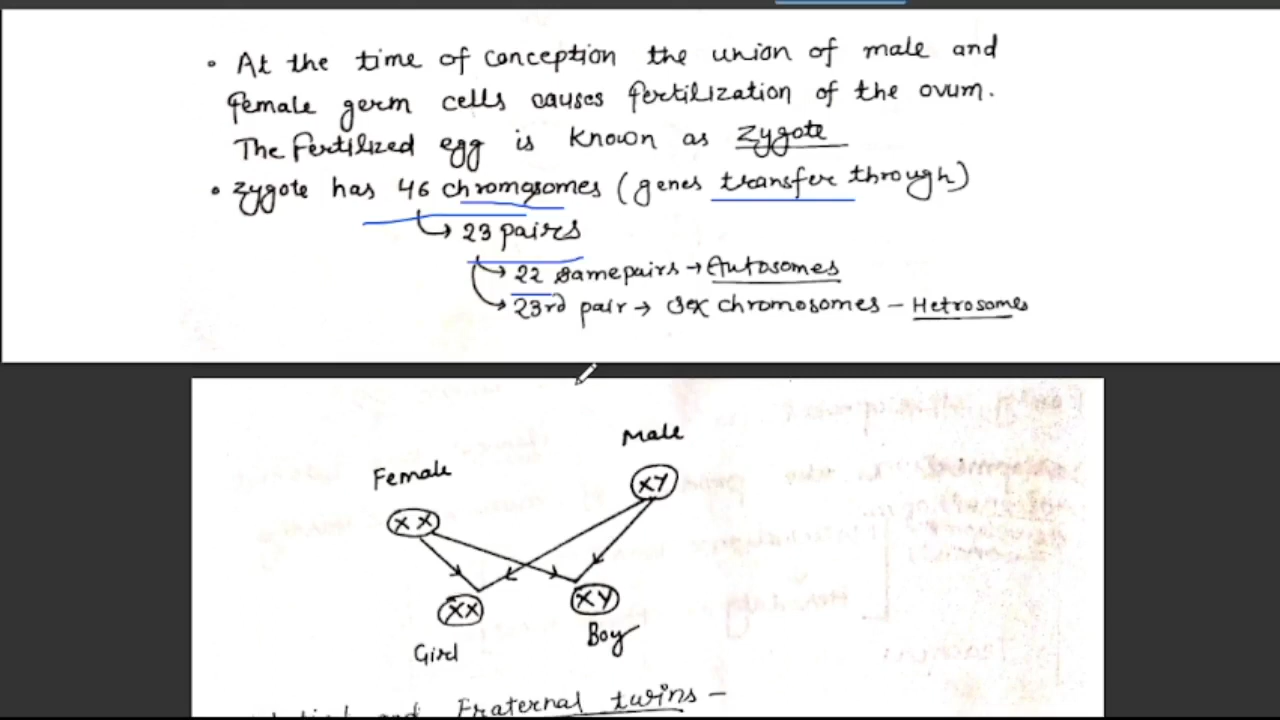 • At the time of conception the union of male and
female germ cells causes fertilization of the ovum.
The fertilized egg is known as zygote
• zygote has 46 chromosomes (genes transfer through)
↳ 23 pairs
↳ 22 same pairs → Autosomes
↳ 23rd pair → sex chromosomes – Hetrosomes
Male
Female
XY
XX
XX
XY
Girl
Boy
and Fraternal twins –